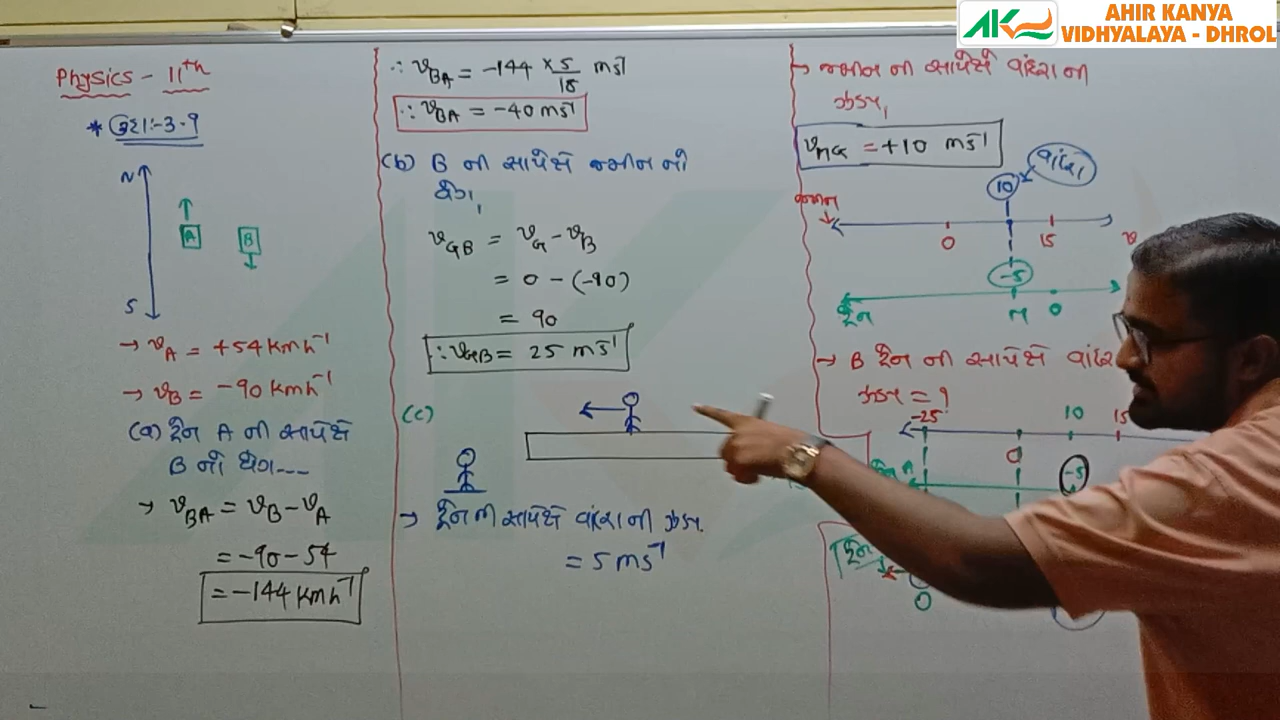 AHIR KANYA
VIDHYALAYA - DHROL
Physics - 11th
* ઉદા:-3.9
N
A
B
S
→ vA = +54 kmh⁻¹
→ vB = -90 kmh⁻¹
(a) ટ્રેન A ની સાપેક્ષે
B નો વેગ---
→ vBA = vB - vA
= -90 - 54
= -144 kmh⁻¹
∴ vBA = -144 × 5/18 ms⁻¹
∴ vBA = -40 ms⁻¹
(b) B ની સાપેક્ષે જમીન નો
વેગ,
vGB = vG - vB
= 0 - (-90)
= 90
∴ vGB = 25 ms⁻¹
(c)
→ ટ્રેનની સાપેક્ષે વાંદરાની ઝડપ
= 5 ms⁻¹
→ જમીન ની સાપેક્ષે વાંદરા ની
ઝડપ,
vMG = +10 ms⁻¹
10
વાંદરો
જમીન
0
15
-5
ટ્રેન
M
0
→ B ટ્રેન ની સાપેક્ષે
ઝડપ = ?
-25
10
15
0
-5
ટ્રેન
0